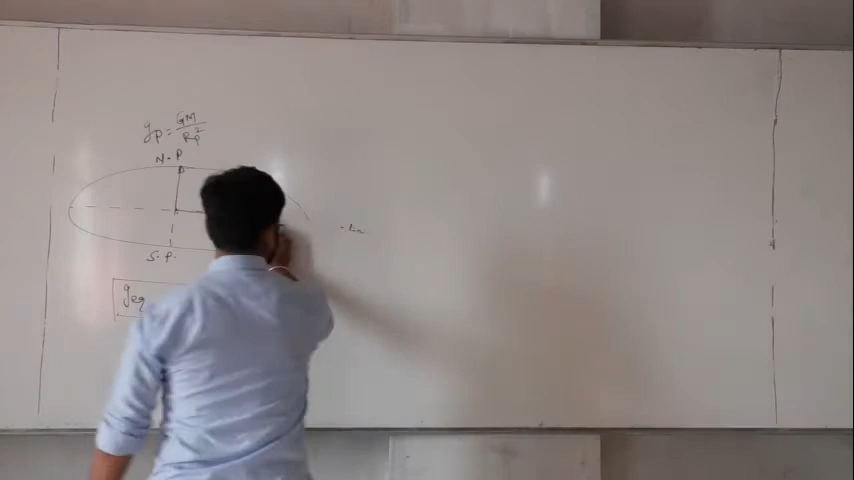 gp = GM/Rp²
N.P
S.P.
geq